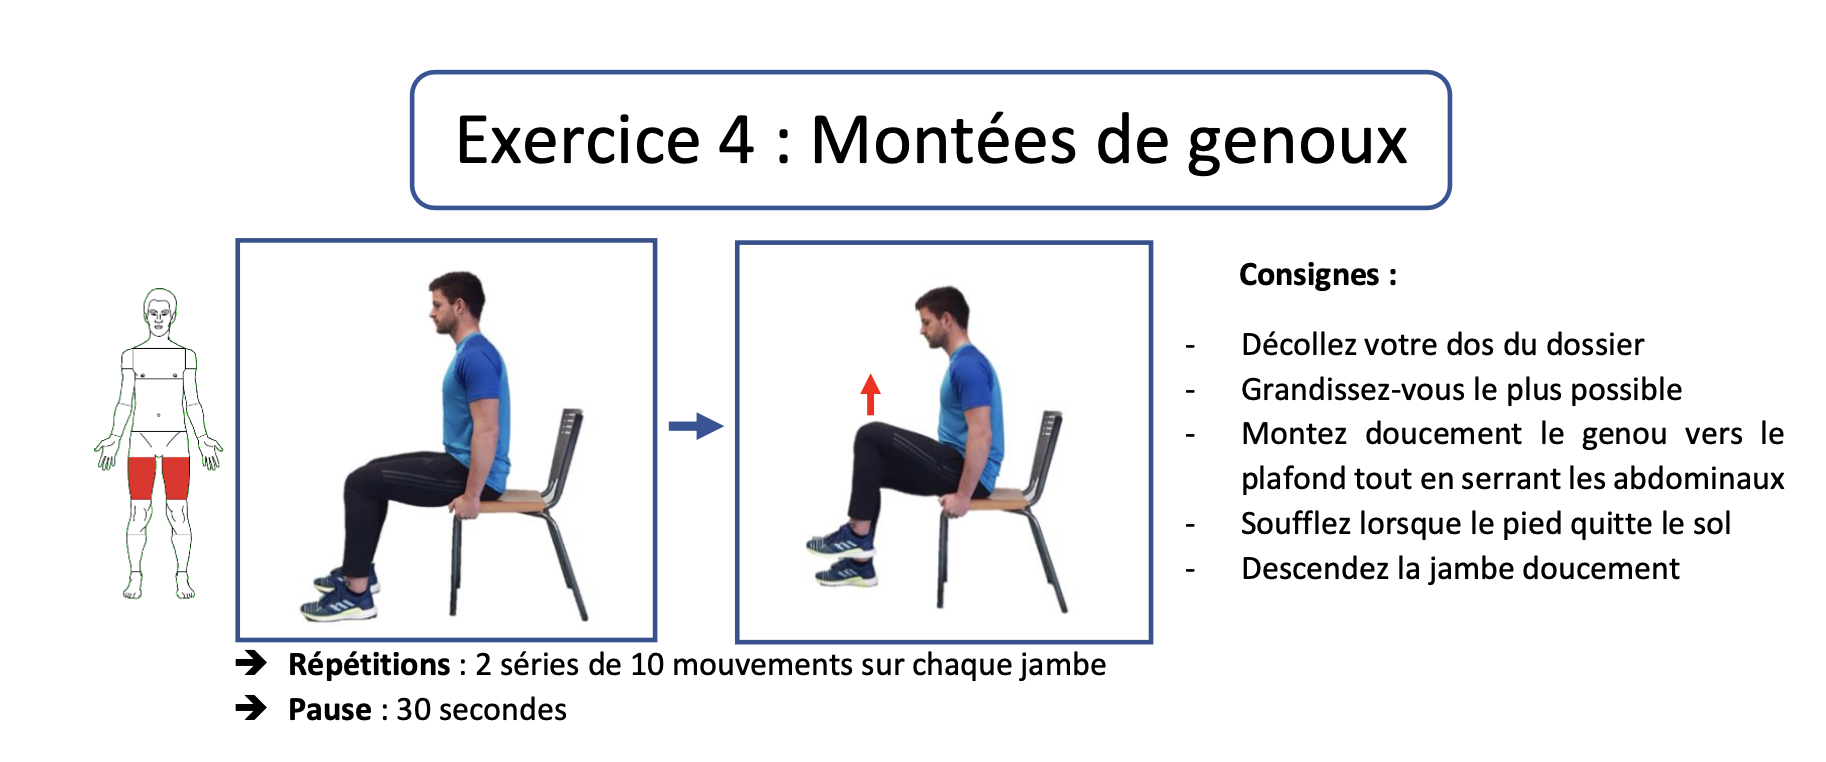 Exercice 4 : Montées de genoux
Consignes :
- Décollez votre dos du dossier
- Grandissez-vous le plus possible
- Montez doucement le genou vers le
plafond tout en serrant les abdominaux
- Soufflez lorsque le pied quitte le sol
- Descendez la jambe doucement
➔ Répétitions : 2 séries de 10 mouvements sur chaque jambe
➔ Pause : 30 secondes